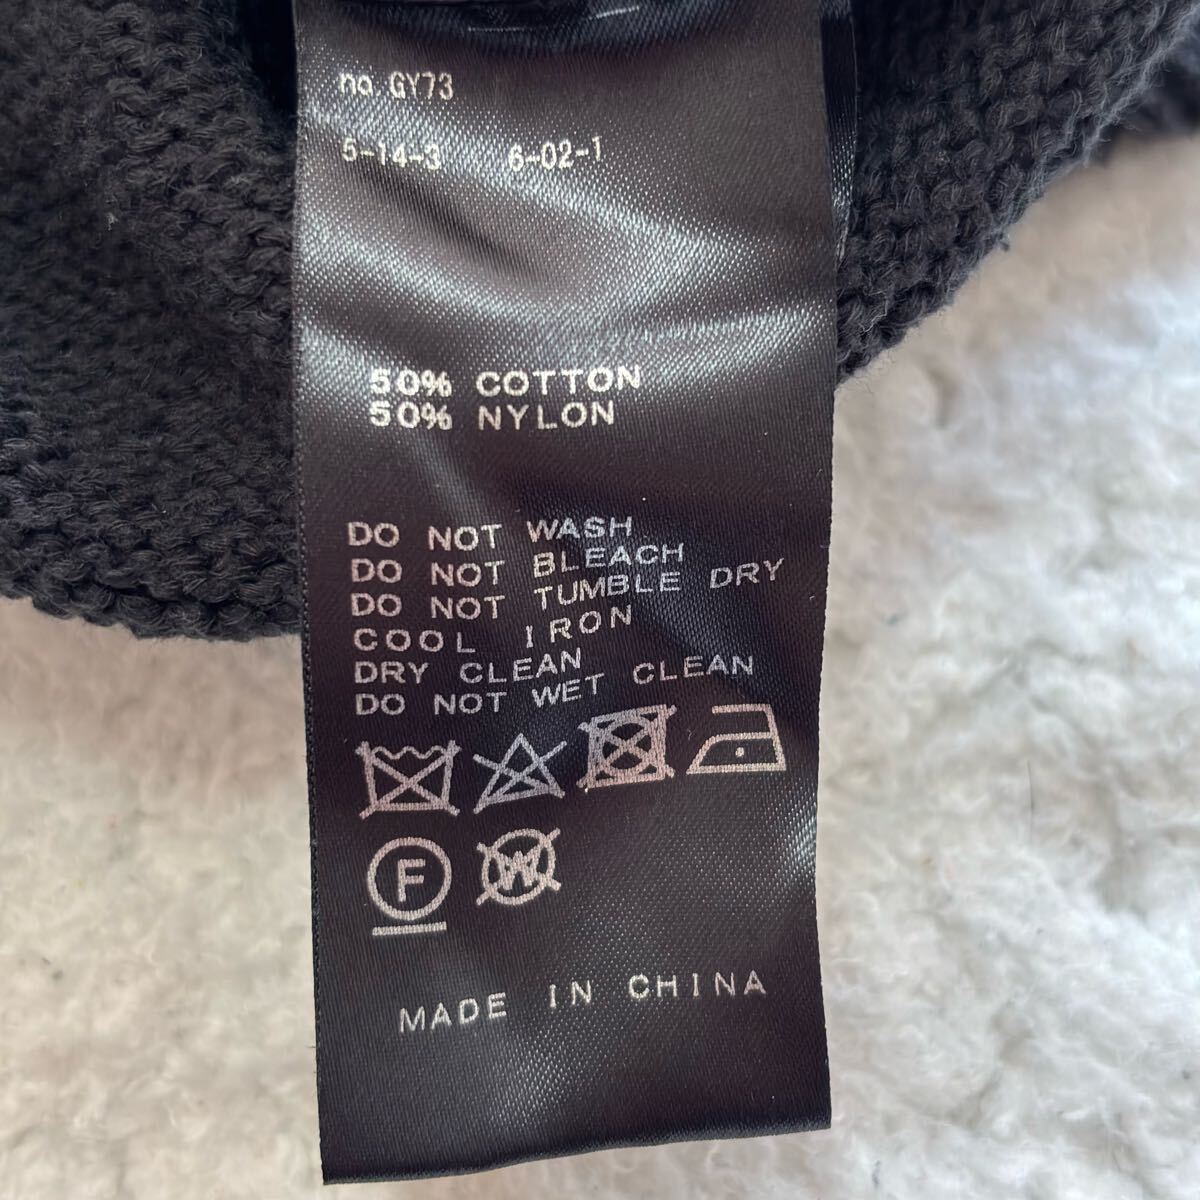 no.GY73
5-14-3 6-02-1
50% COTTON
50% NYLON
DO NOT WASH
DO NOT BLEACH
DO NOT TUMBLE DRY
COOL IRON
DRY CLEAN
DO NOT WET CLEAN
F W
MADE IN CHINA